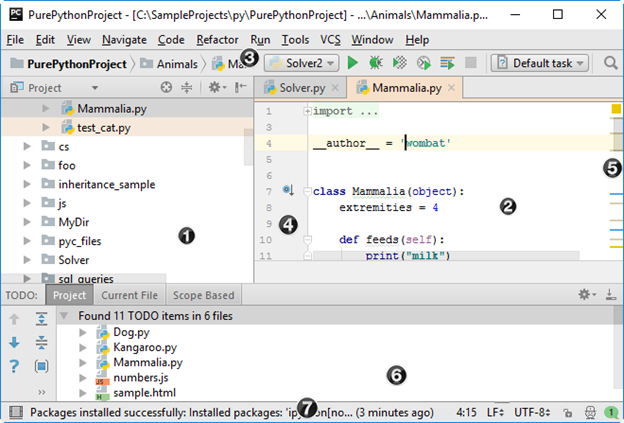 PC PurePythonProject - [C:\SampleProjects\py\PurePythonProject] - ...\Animals\Mammalia.p...
File Edit View Navigate Code Refactor Run Tools VCS Window Help
PurePythonProject Animals 3 Solver2 Default task
Project
Solver.py Mammalia.py
Mammalia.py
test_cat.py
cs
foo
inheritance_sample
js
MyDir
pyc_files
Solver
sql_queries
1
1 import ...
3
4 __author__ = 'wombat'
5
6
7 class Mammalia(object):
8 extremities = 4
9
10 def feeds(self):
11 print("milk")
2
4
5
TODO: Project Current File Scope Based
Found 11 TODO items in 6 files
Dog.py
Kangaroo.py
Mammalia.py
JS numbers.js
H sample.html
6
7
Packages installed successfully: Installed packages: 'ipython[no... (3 minutes ago) 4:15 LF UTF-8 1